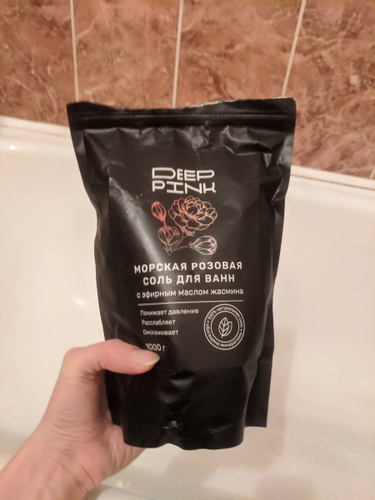 DEEP
PINK
МОРСКАЯ РОЗОВАЯ
СОЛЬ ДЛЯ ВАНН
с эфирным маслом жасмина
Понижает давление
Расслабляет
Омолаживает
1000 г